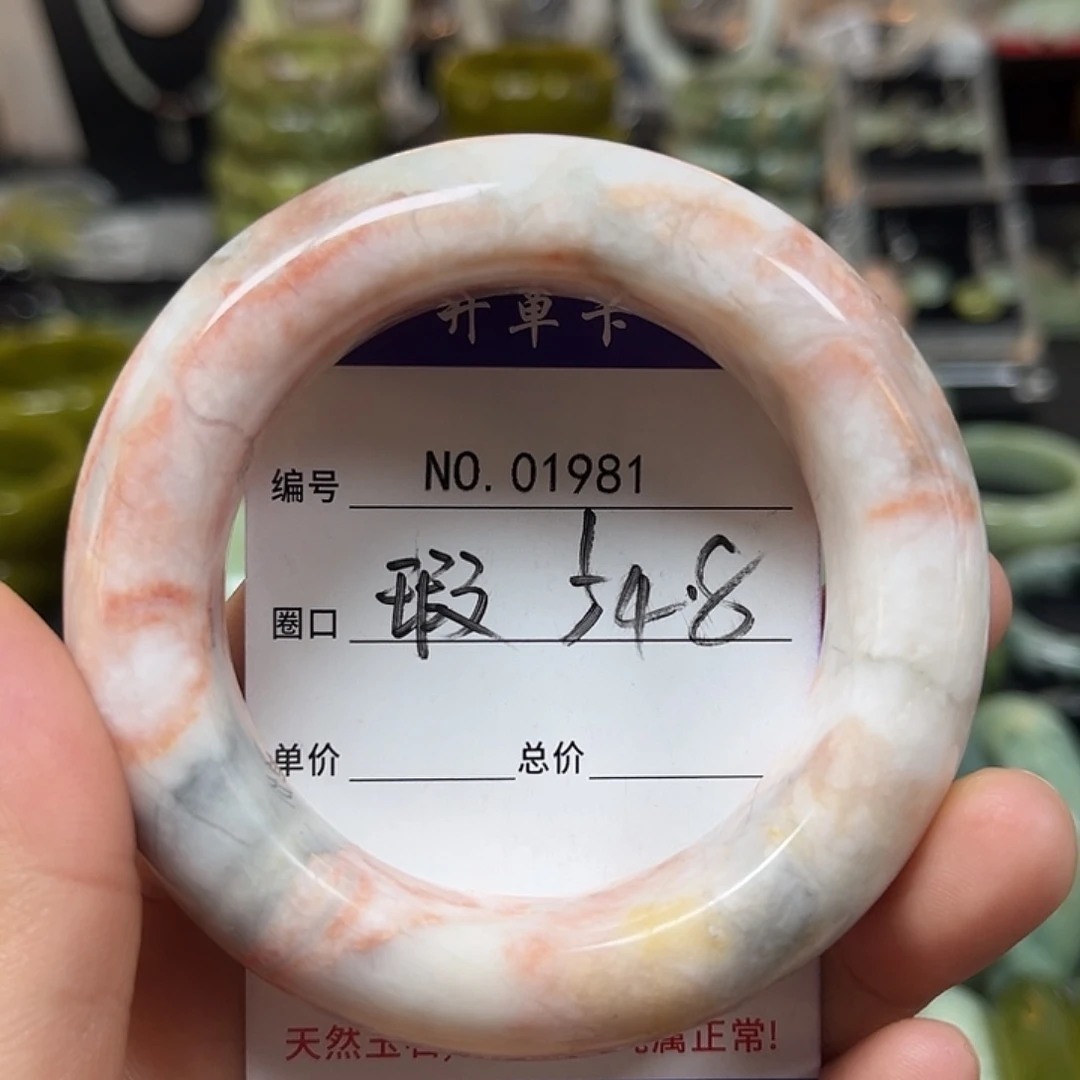 开单卡
编号 NO. 01981
圈口 瑕 54.8
单价 总价
天然玉石, 属正常!